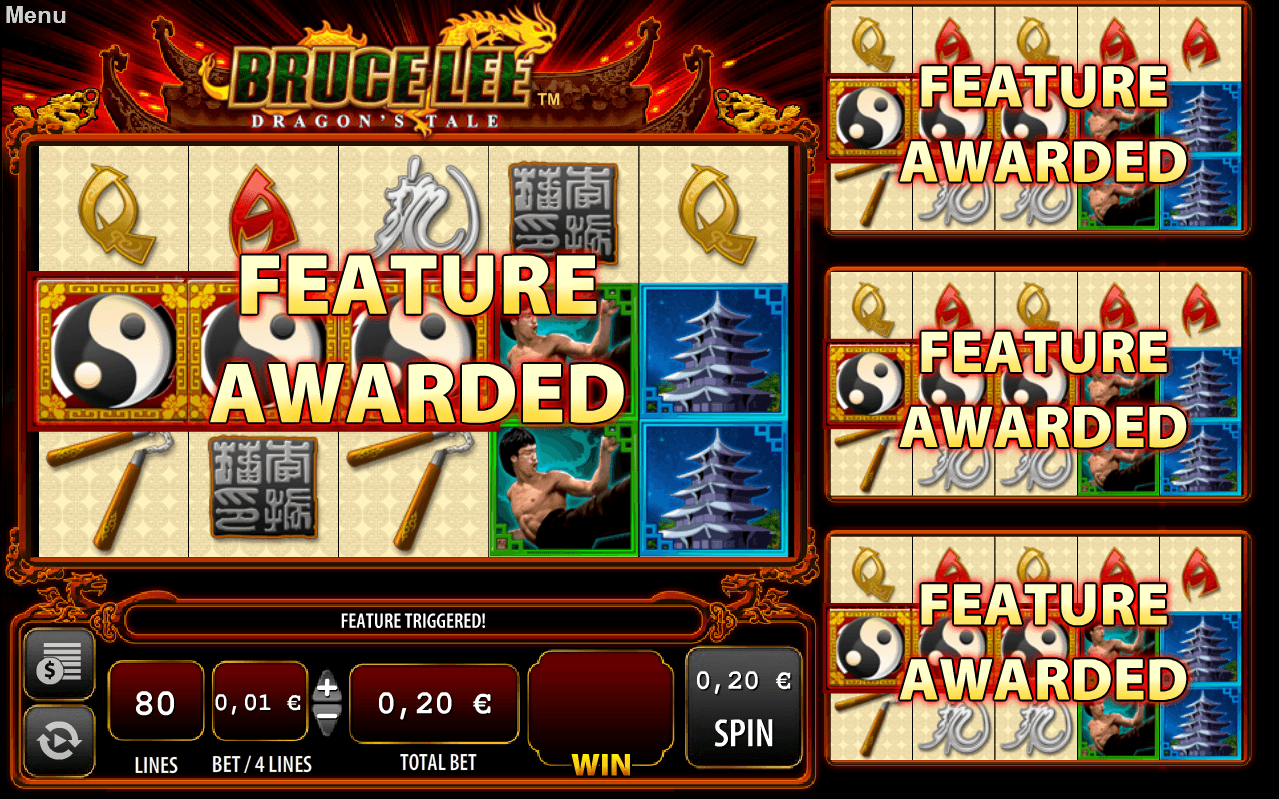 Menu
BRUCE LEE™
DRAGON'S TALE
FEATURE
AWARDED
FEATURE
AWARDED
FEATURE
AWARDED
FEATURE
AWARDED
FEATURE TRIGGERED!
80
0,01 €
0,20 €
0,20 €
SPIN
LINES
BET / 4 LINES
TOTAL BET
WIN